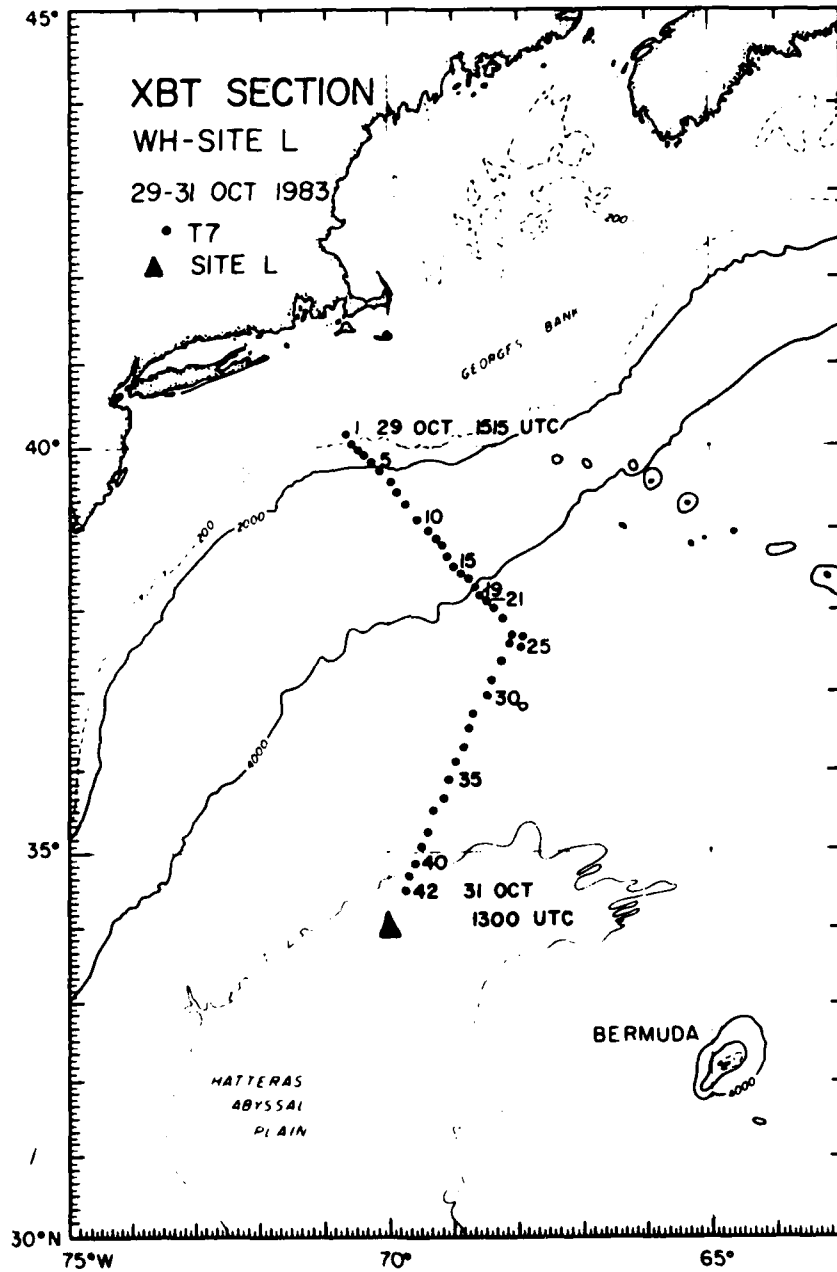 45°
XBT SECTION
WH-SITE L
29-31 OCT 1983
T7
SITE L
200
GEORGES BANK
1 29 OCT 1515 UTC
40°
5
10
200
2000
15
19
21
25
30
4000
35
35°
40
42 31 OCT
1300 UTC
BERMUDA
4000
HATTERAS
ABYSSAL
PLAIN
30°N
75°W
70°
65°